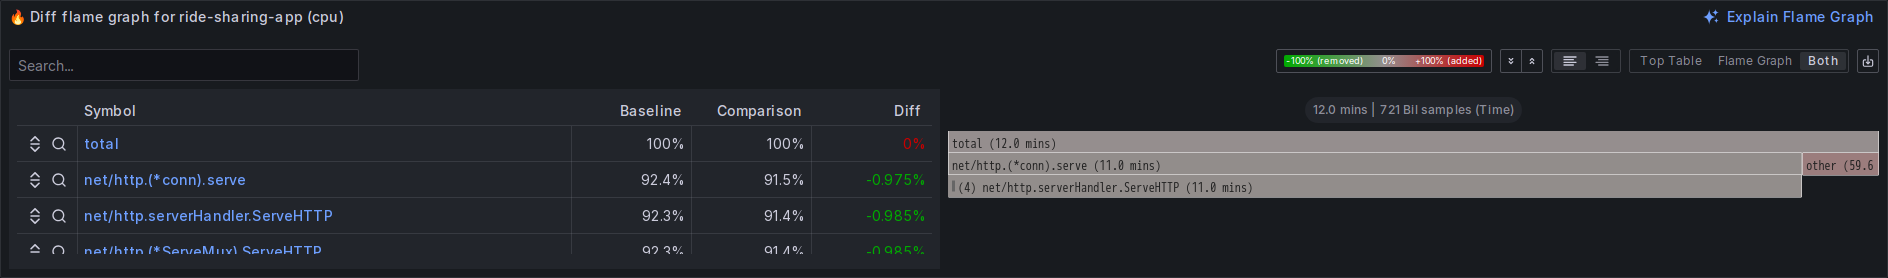 🔥 Diff flame graph for ride-sharing-app (cpu)
Explain Flame Graph
Search...
-100% (removed) 0% +100% (added)
Top Table Flame Graph Both
Symbol Baseline Comparison Diff
total 100% 100% 0%
net/http.(*conn).serve 92.4% 91.5% -0.975%
net/http.serverHandler.ServeHTTP 92.3% 91.4% -0.985%
net/http.(*ServeMux).ServeHTTP 92.3% 91.4% -0.985%
12.0 mins | 721 Bil samples (Time)
total (12.0 mins)
net/http.(*conn).serve (11.0 mins) other (59.6
(4) net/http.serverHandler.ServeHTTP (11.0 mins)